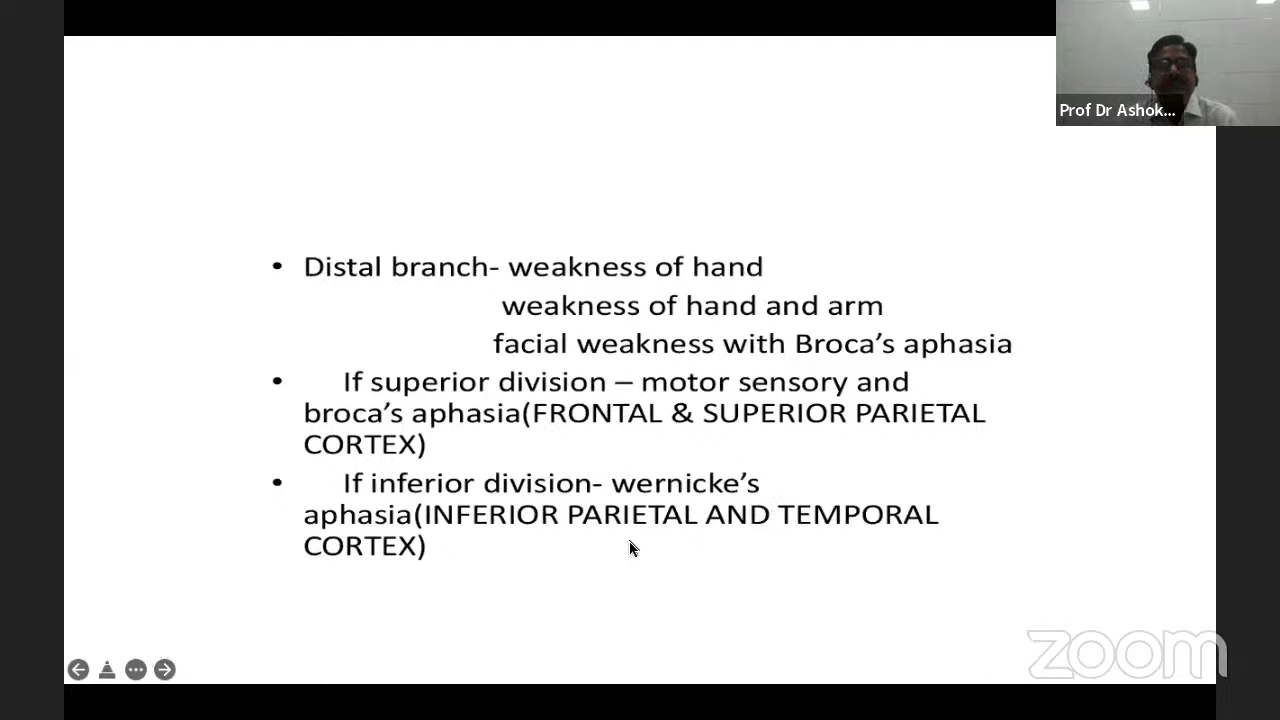 Prof Dr Ashok...
• Distal branch- weakness of hand
weakness of hand and arm
facial weakness with Broca's aphasia
• If superior division – motor sensory and
broca's aphasia(FRONTAL & SUPERIOR PARIETAL
CORTEX)
• If inferior division- wernicke's
aphasia(INFERIOR PARIETAL AND TEMPORAL
CORTEX)
zoom